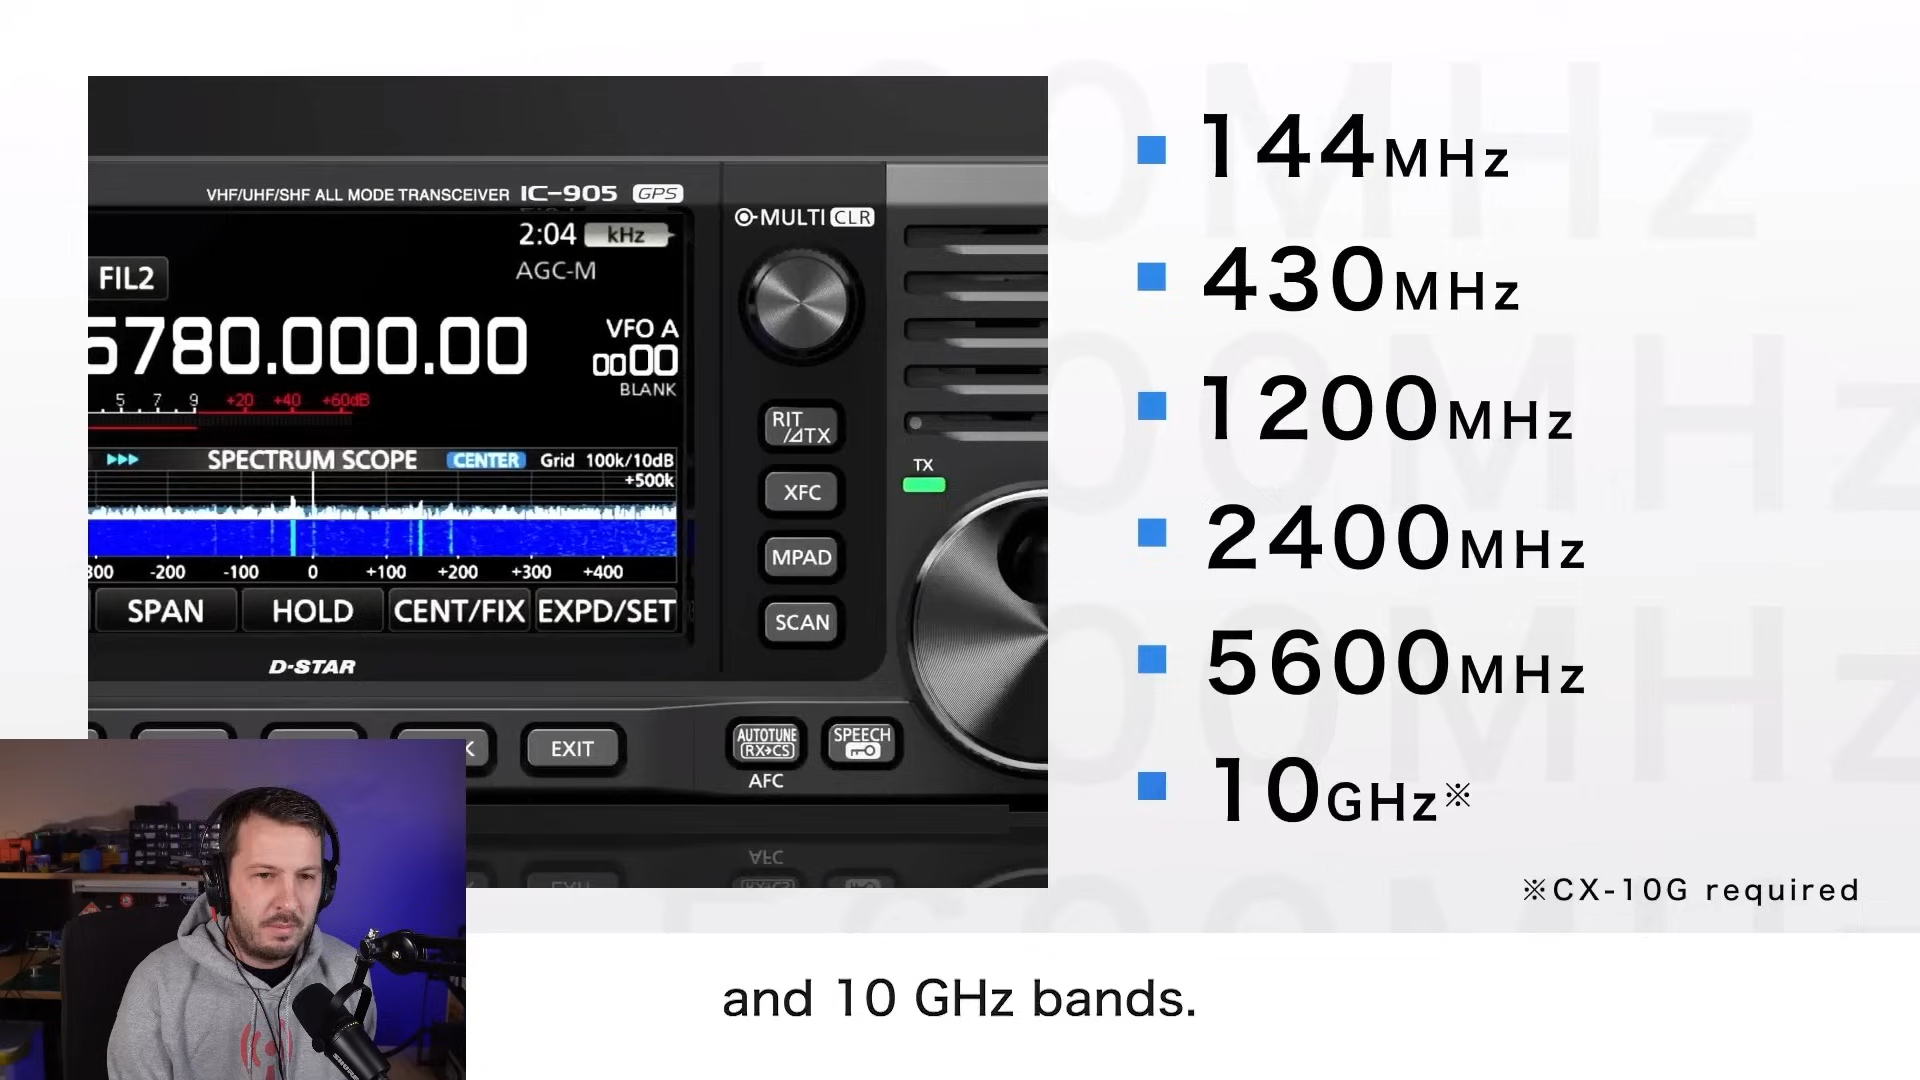 VHF/UHF/SHF ALL MODE TRANSCEIVER IC-905 GPS
2:04 kHz
AGC-M
FIL2
5780.000.00
VFO A
0000
BLANK
5 7 9 +20 +40 +60dB
SPECTRUM SCOPE CENTER Grid 100k/10dB
+500k
300 -200 -100 0 +100 +200 +300 +400
SPAN HOLD CENT/FIX EXPD/SET
D-STAR
MULTI CLR
RIT
/⊿TX
XFC
MPAD
SCAN
TX
K
EXIT
AUTOTUNE
RX→CS
AFC
SPEECH
144MHz
430MHz
1200MHz
2400MHz
5600MHz
10GHz※
※CX-10G required
and 10 GHz bands.